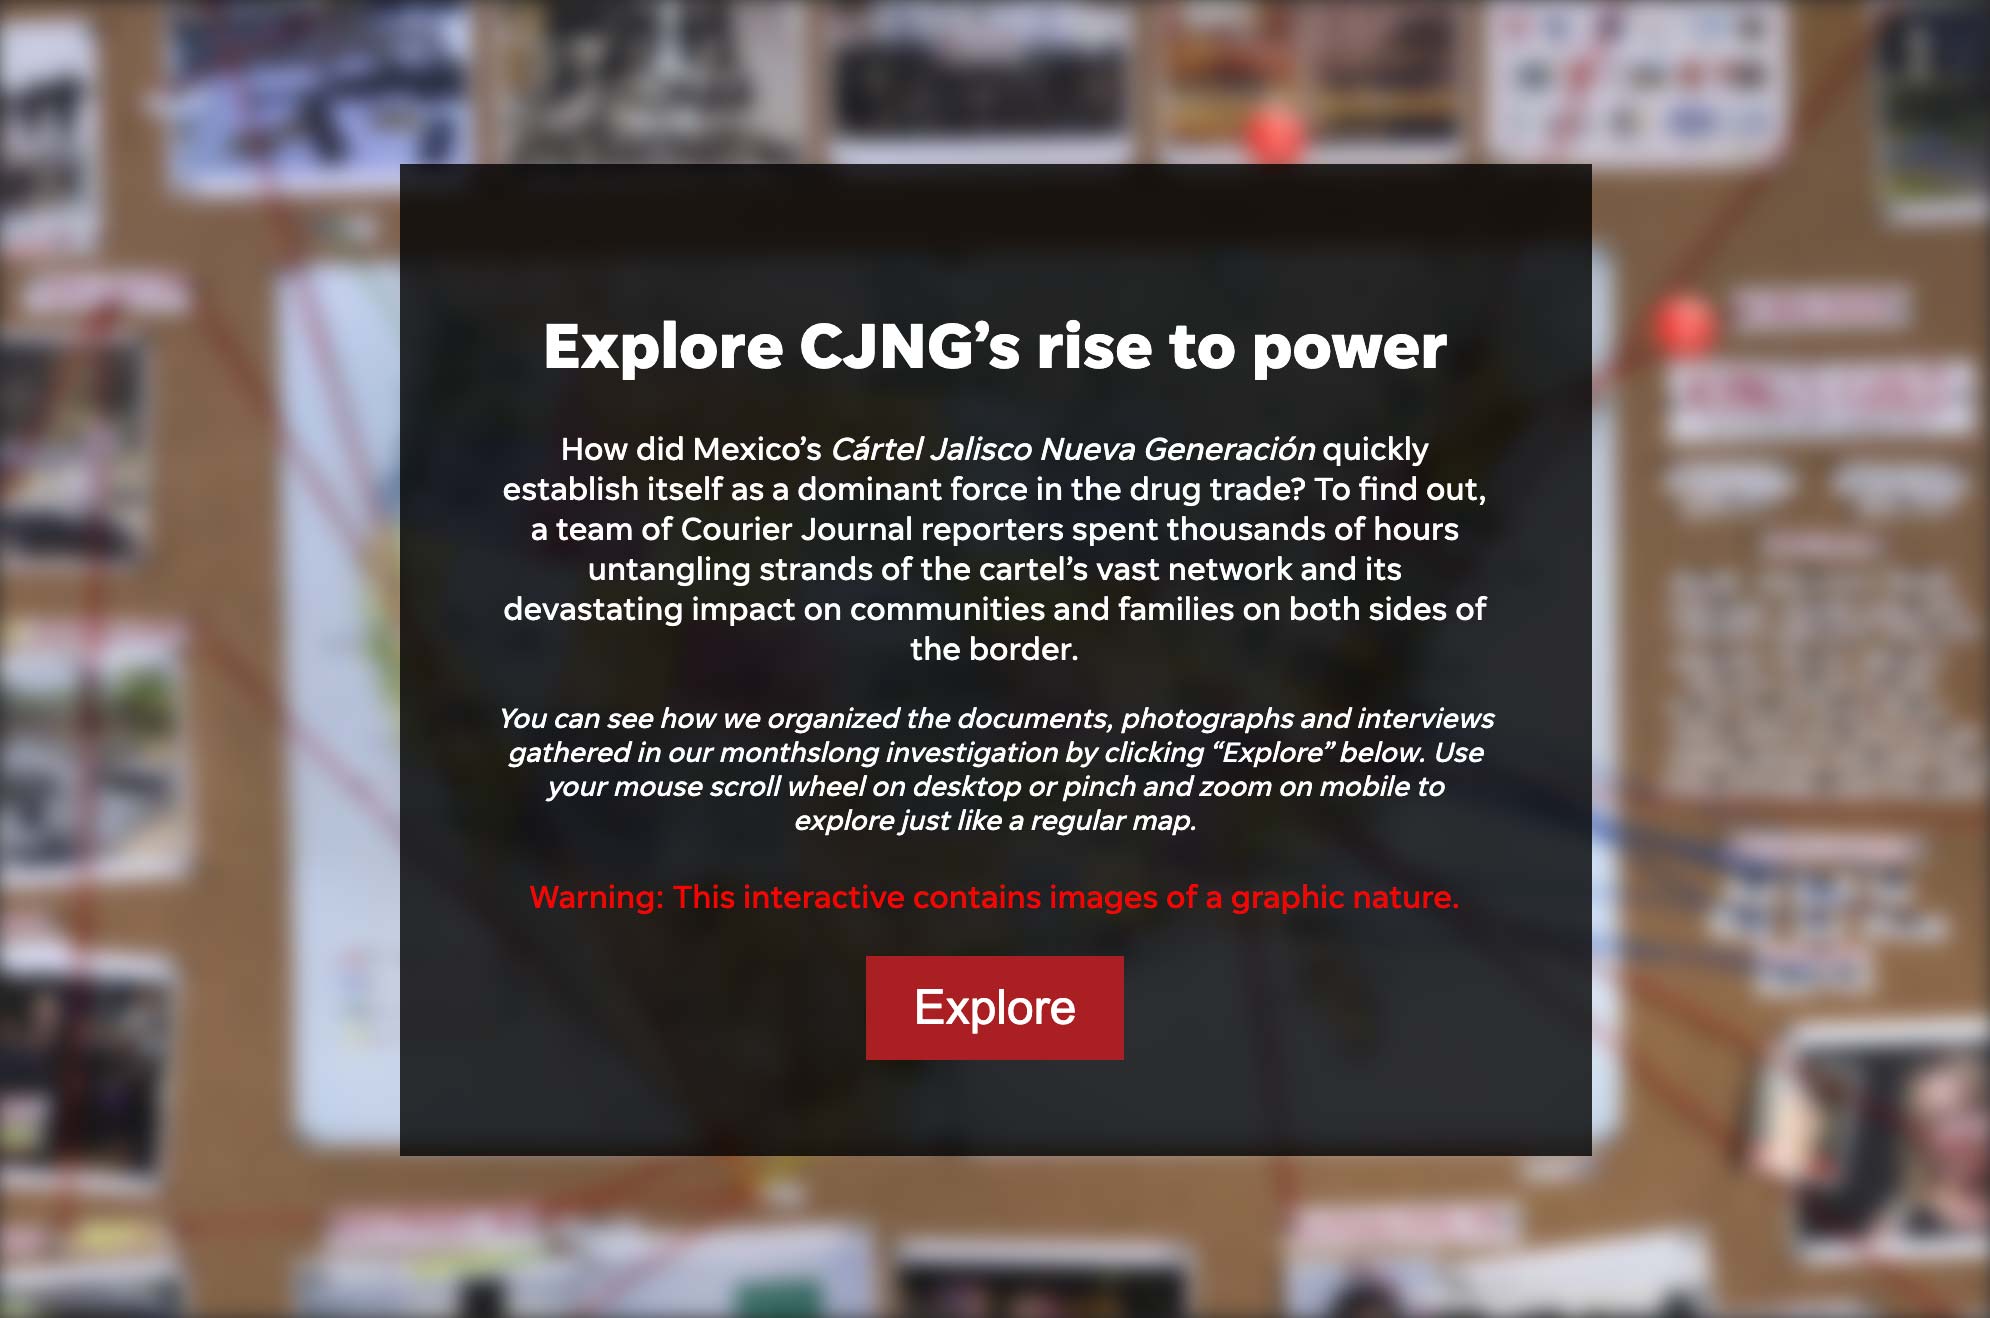 Explore CJNG’s rise to power
How did Mexico’s Cártel Jalisco Nueva Generación quickly
establish itself as a dominant force in the drug trade? To find out,
a team of Courier Journal reporters spent thousands of hours
untangling strands of the cartel’s vast network and its
devastating impact on communities and families on both sides of
the border.
You can see how we organized the documents, photographs and interviews
gathered in our monthslong investigation by clicking “Explore” below. Use
your mouse scroll wheel on desktop or pinch and zoom on mobile to
explore just like a regular map.
Warning: This interactive contains images of a graphic nature.
Explore